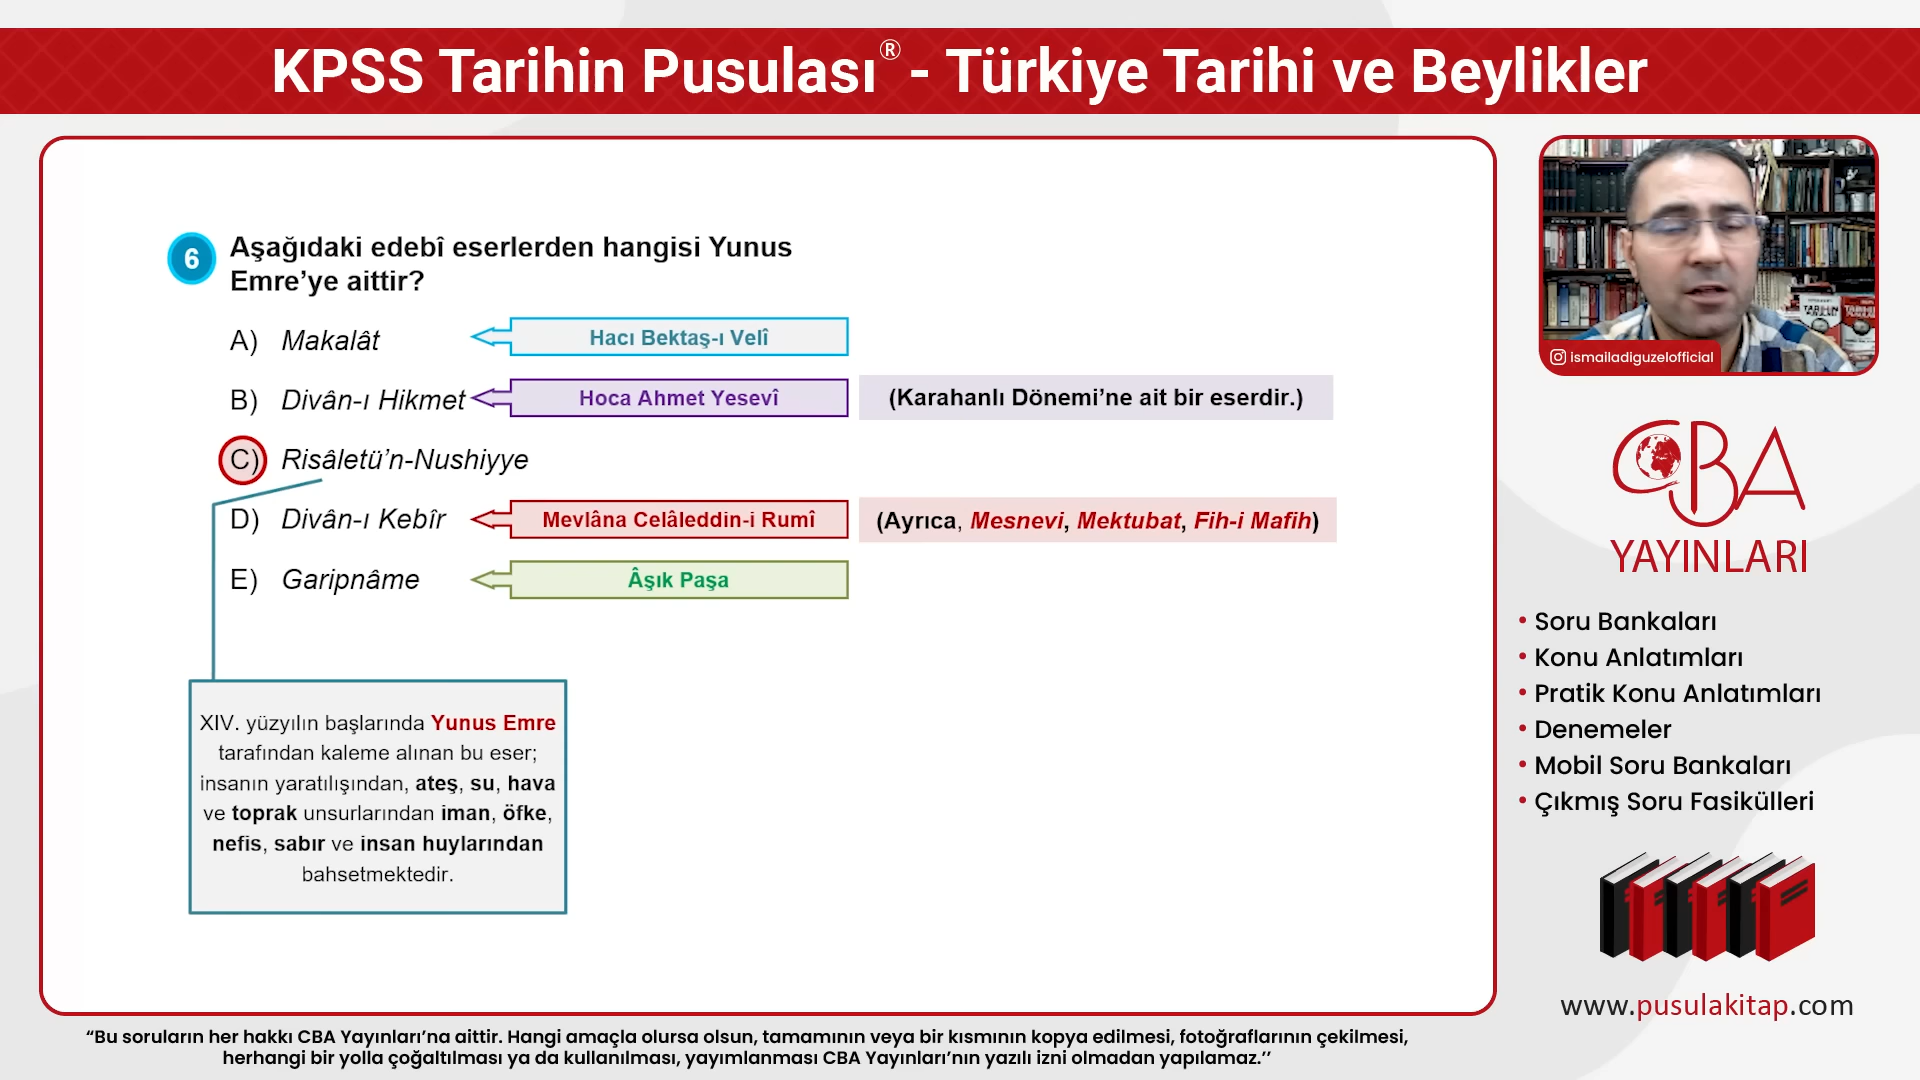 KPSS Tarihin Pusulası® - Türkiye Tarihi ve Beylikler
6
Aşağıdaki edebî eserlerden hangisi Yunus
Emre’ye aittir?
A) Makalât
Hacı Bektaş-ı Velî
B) Divân-ı Hikmet
Hoca Ahmet Yesevî
(Karahanlı Dönemi’ne ait bir eserdir.)
C) Risâletü’n-Nushiyye
D) Divân-ı Kebîr
Mevlâna Celâleddin-i Rumî
(Ayrıca, Mesnevi, Mektubat, Fih-i Mafih)
E) Garipnâme
Âşık Paşa
XIV. yüzyılın başlarında Yunus Emre
tarafından kaleme alınan bu eser;
insanın yaratılışından, ateş, su, hava
ve toprak unsurlarından iman, öfke,
nefis, sabır ve insan huylarından
bahsetmektedir.
ismailadiguzelofficial
CBA
YAYINLARI
• Soru Bankaları
• Konu Anlatımları
• Pratik Konu Anlatımları
• Denemeler
• Mobil Soru Bankaları
• Çıkmış Soru Fasikülleri
www.pusulakitap.com
“Bu soruların her hakkı CBA Yayınları’na aittir. Hangi amaçla olursa olsun, tamamının veya bir kısmının kopya edilmesi, fotoğraflarının çekilmesi,
herhangi bir yolla çoğaltılması ya da kullanılması, yayımlanması CBA Yayınları’nın yazılı izni olmadan yapılamaz.’’